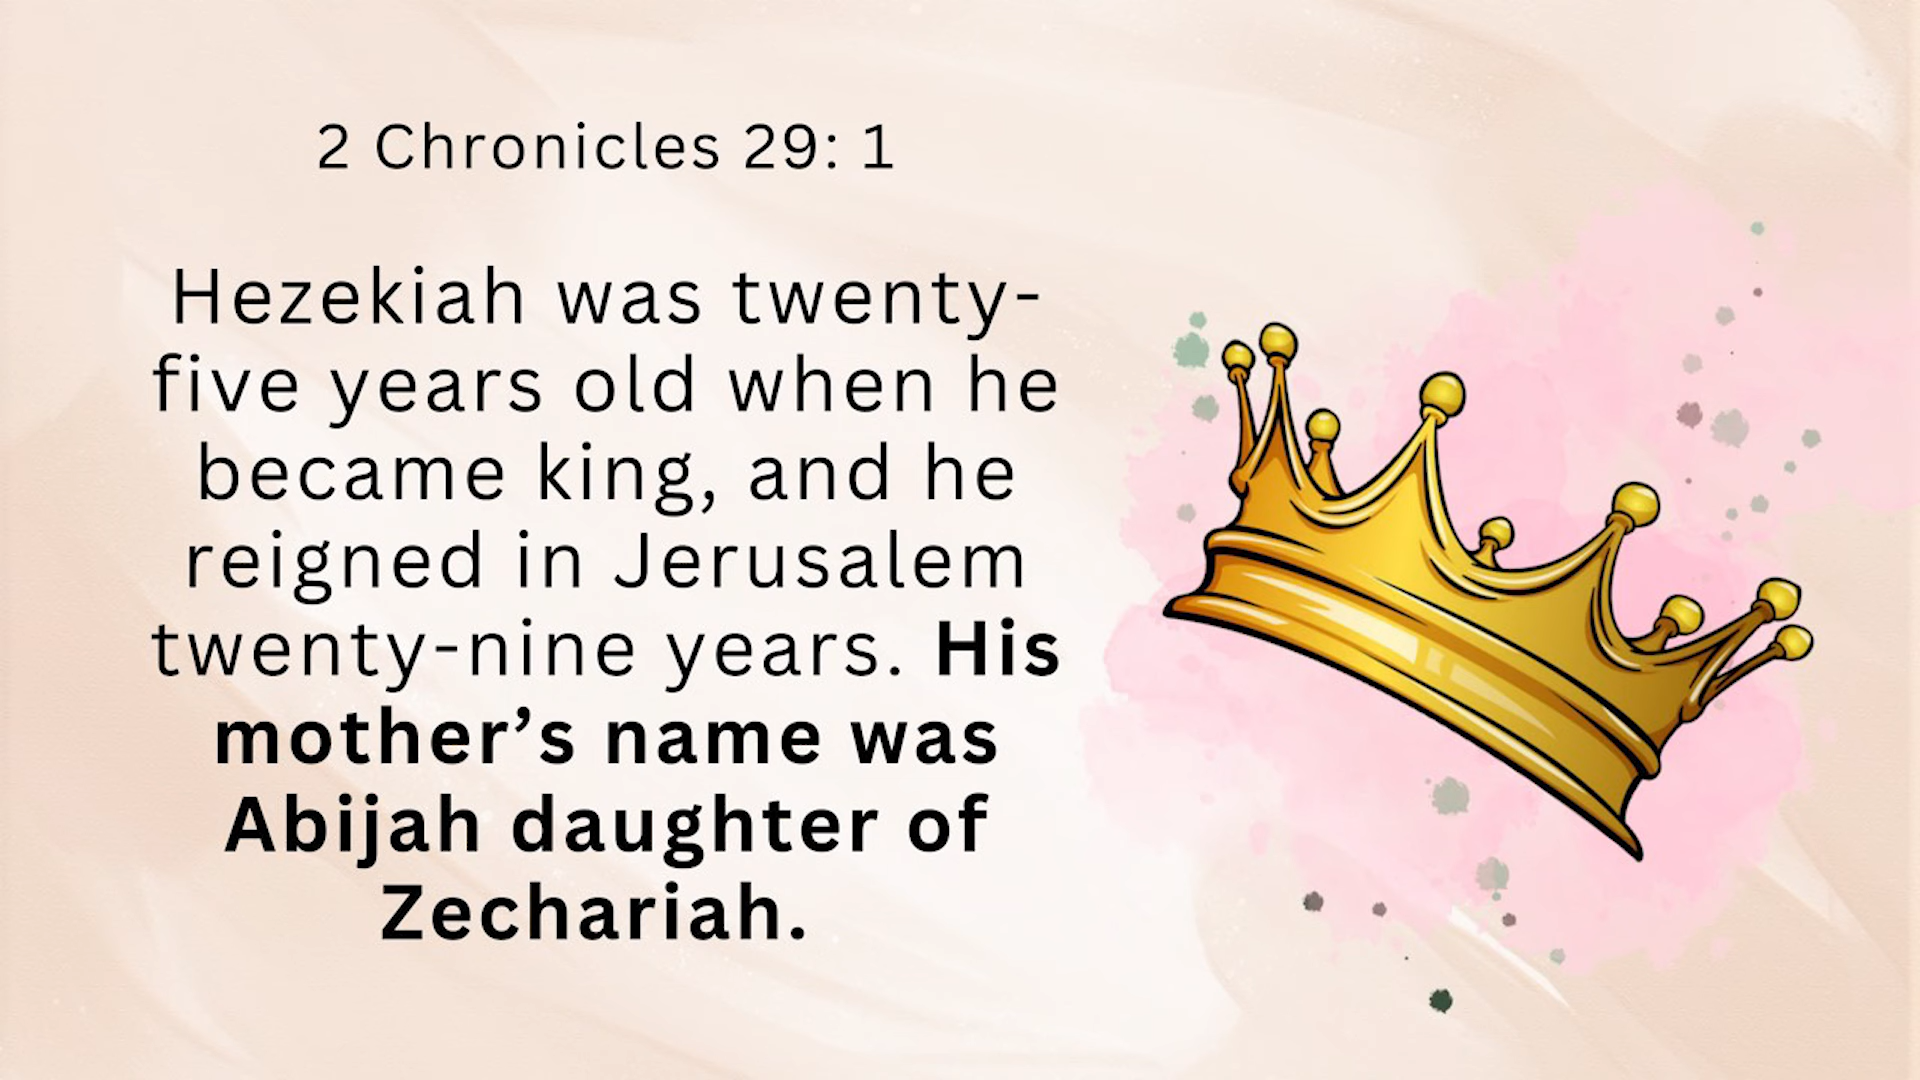 2 Chronicles 29: 1
Hezekiah was twenty-
five years old when he
became king, and he
reigned in Jerusalem
twenty-nine years. His
mother’s name was
Abijah daughter of
Zechariah.